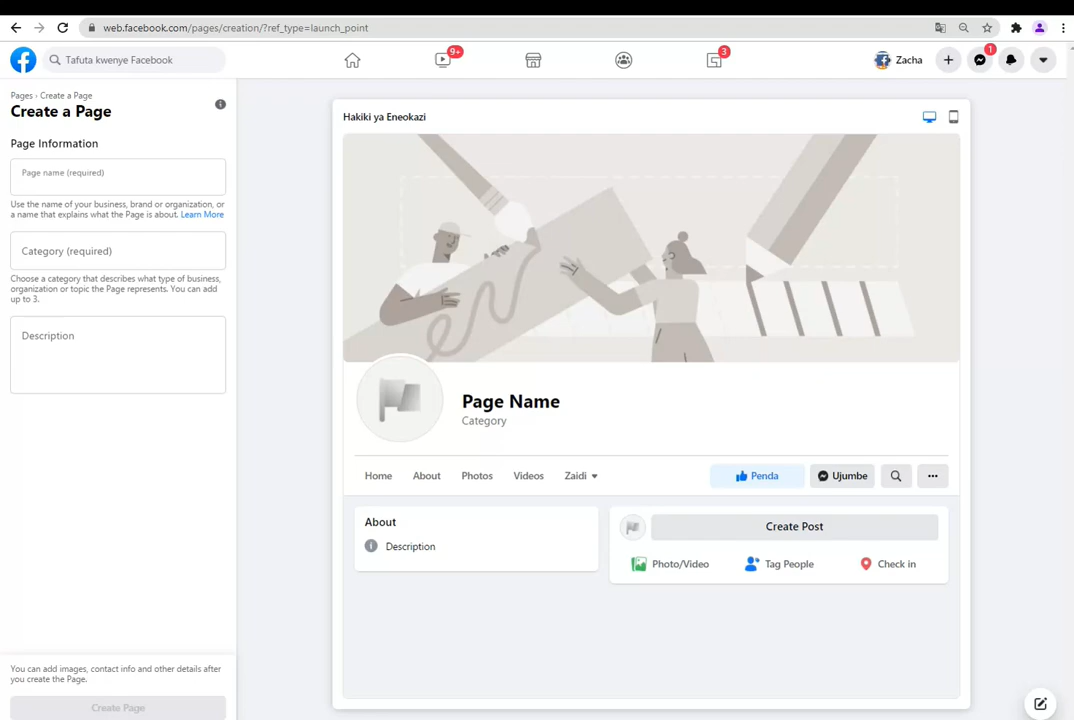 web.facebook.com/pages/creation/?ref_type=launch_point
Tafuta kwenye Facebook
9+
3
Zacha
1
Pages › Create a Page
Create a Page
Page Information
Page name (required)
Use the name of your business, brand or organization, or
a name that explains what the Page is about. Learn More
Category (required)
Choose a category that describes what type of business,
organization or topic the Page represents. You can add
up to 3.
Description
You can add images, contact info and other details after
you create the Page.
Create Page
Hakiki ya Eneokazi
Page Name
Category
Home About Photos Videos Zaidi
Penda
Ujumbe
About
Description
Create Post
Photo/Video
Tag People
Check in